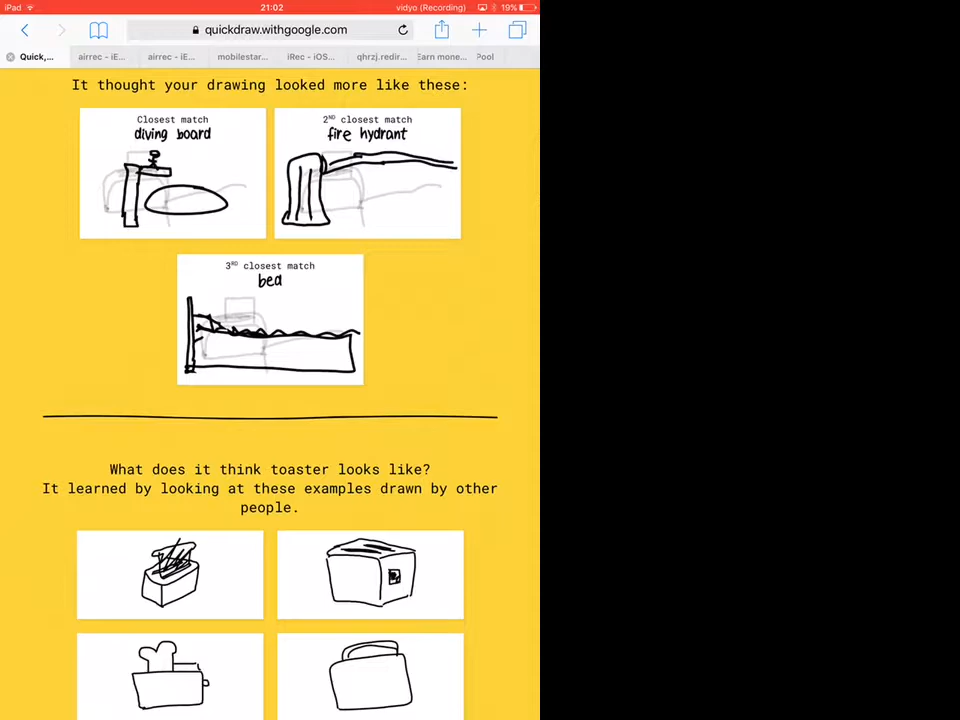 iPad 21:02 vidyo (Recording) 19%
quickdraw.withgoogle.com
Quick,... airrec - iE... airrec - iE... mobilestar... iRec - iOS... qhrzj.redir... Earn mone... Pool
It thought your drawing looked more like these:
Closest match
diving board
2ND closest match
fire hydrant
3RD closest match
bed
What does it think toaster looks like?
It learned by looking at these examples drawn by other
people.